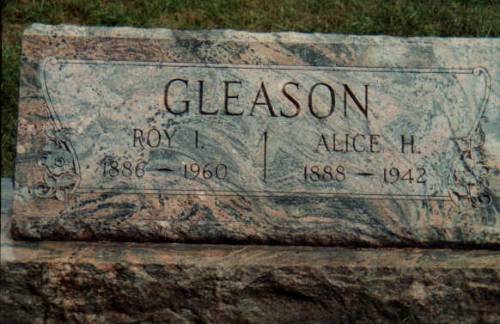 GLEASON
ROY I. ALICE H.
1886 — 1960 1888 — 1942